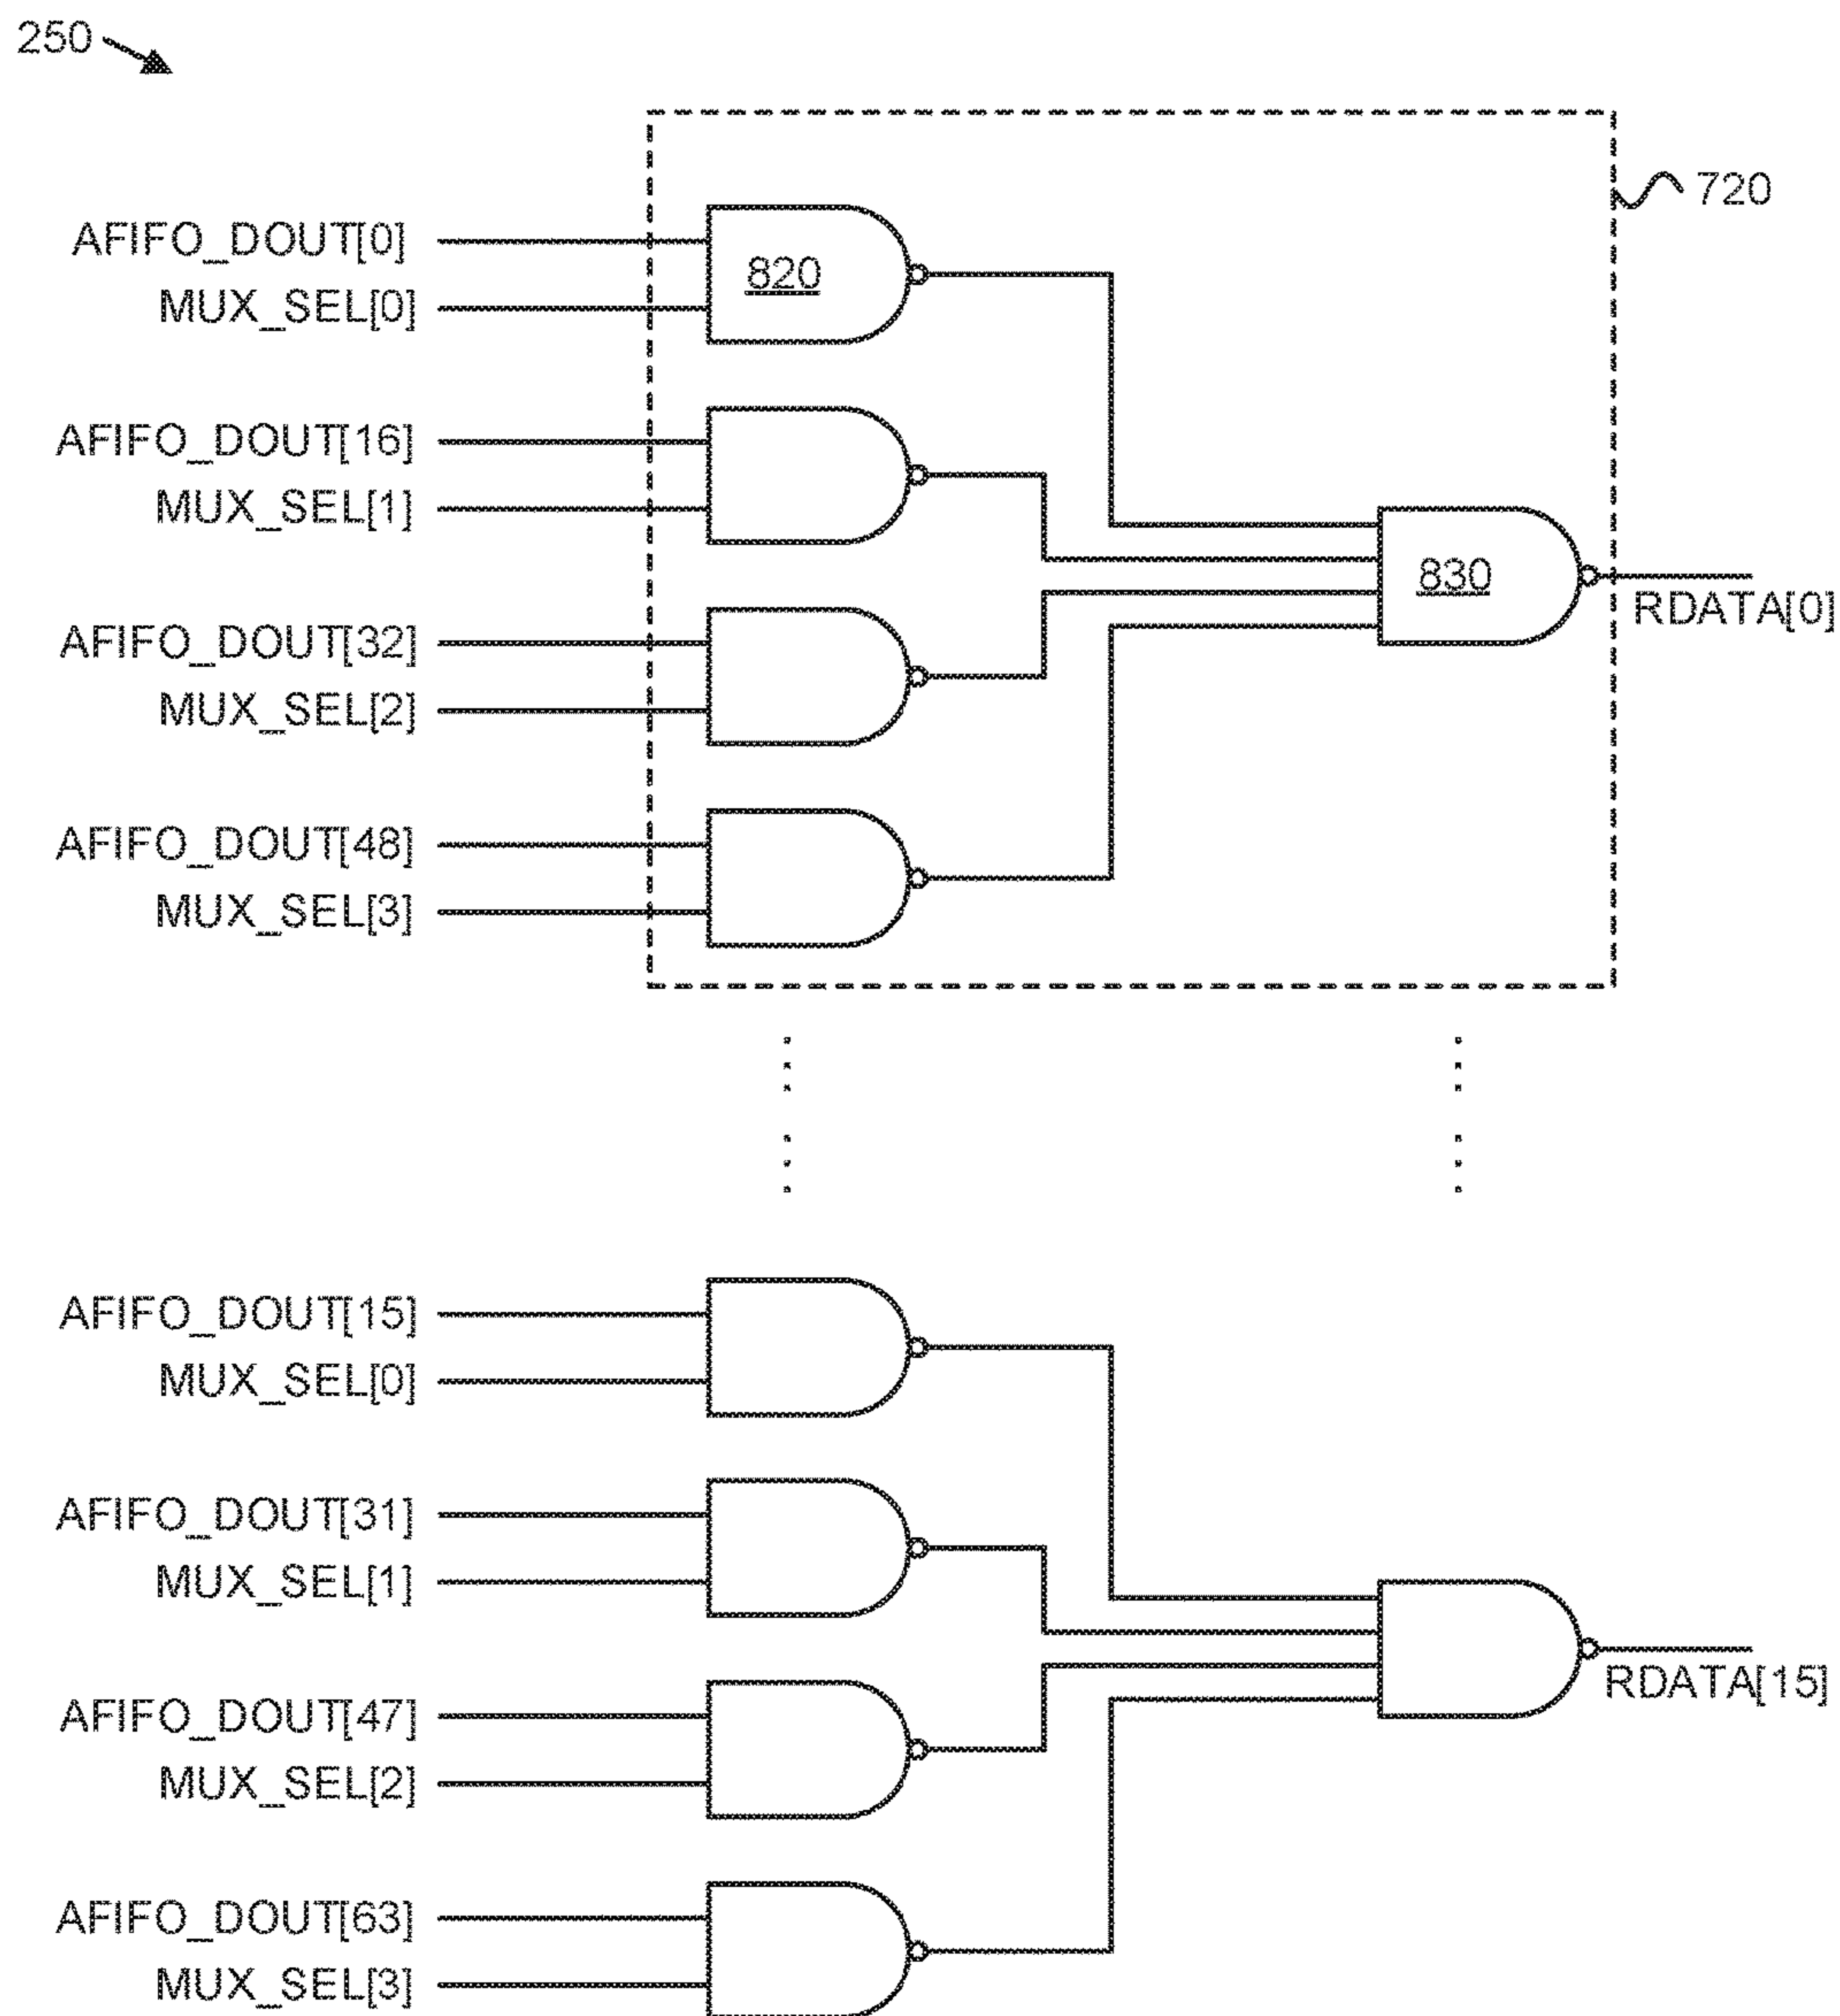 250
720
AFIFO_DOUT[0]
MUX_SEL[0]
820
AFIFO_DOUT[16]
MUX_SEL[1]
830
RDATA[0]
AFIFO_DOUT[32]
MUX_SEL[2]
AFIFO_DOUT[48]
MUX_SEL[3]
AFIFO_DOUT[15]
MUX_SEL[0]
AFIFO_DOUT[31]
MUX_SEL[1]
RDATA[15]
AFIFO_DOUT[47]
MUX_SEL[2]
AFIFO_DOUT[63]
MUX_SEL[3]